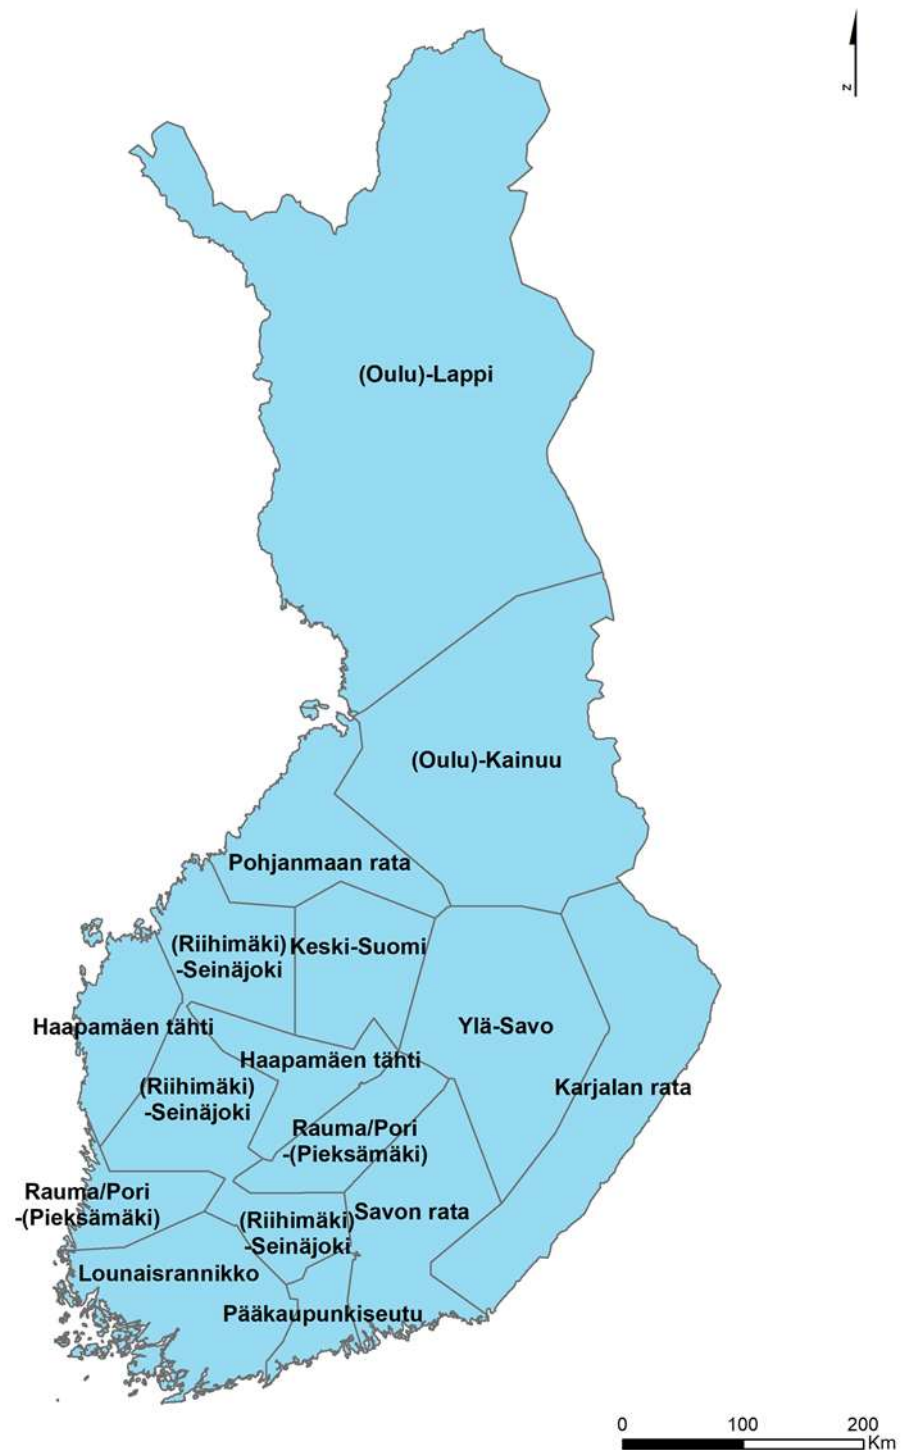 z
(Oulu)-Lappi
(Oulu)-Kainuu
Pohjanmaan rata
(Riihimäki)
-Seinäjoki
Keski-Suomi
Haapamäen tähti
Ylä-Savo
Haapamäen tähti
(Riihimäki)
-Seinäjoki
Karjalan rata
Rauma/Pori
-(Pieksämäki)
Rauma/Pori
-(Pieksämäki)
(Riihimäki)
-Seinäjoki
Savon rata
Lounaisrannikko
Pääkaupunkiseutu
0 100 200
Km